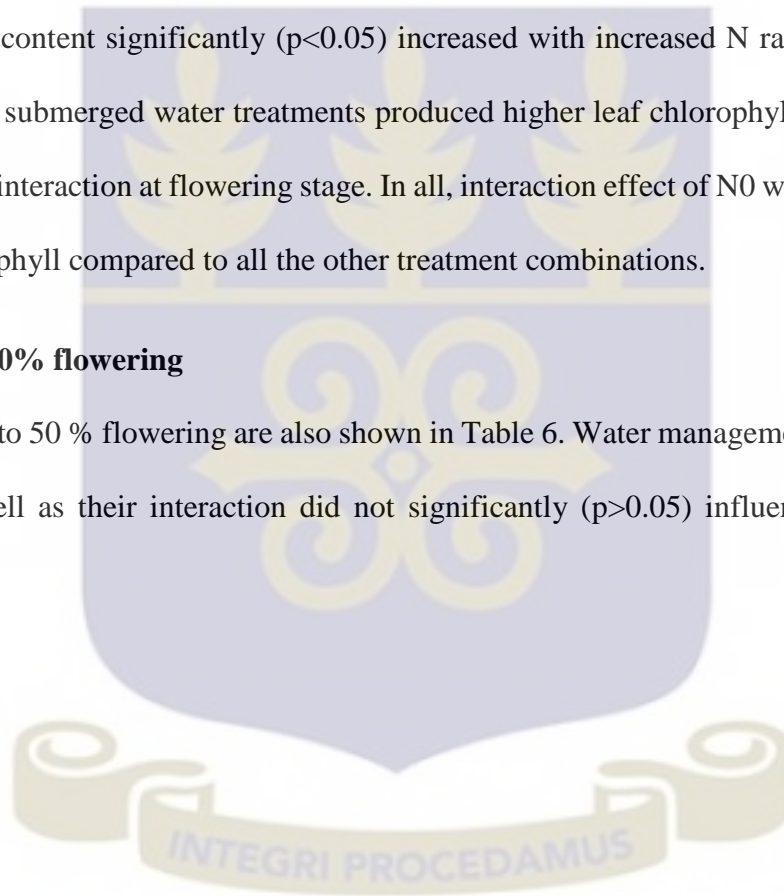 content significantly (p<0.05) increased with increased N ra
submerged water treatments produced higher leaf chlorophyl
interaction at flowering stage. In all, interaction effect of N0 w
phyll compared to all the other treatment combinations.
0% flowering
to 50 % flowering are also shown in Table 6. Water manageme
ell as their interaction did not significantly (p>0.05) influe
INTEGRI PROCEDAMUS